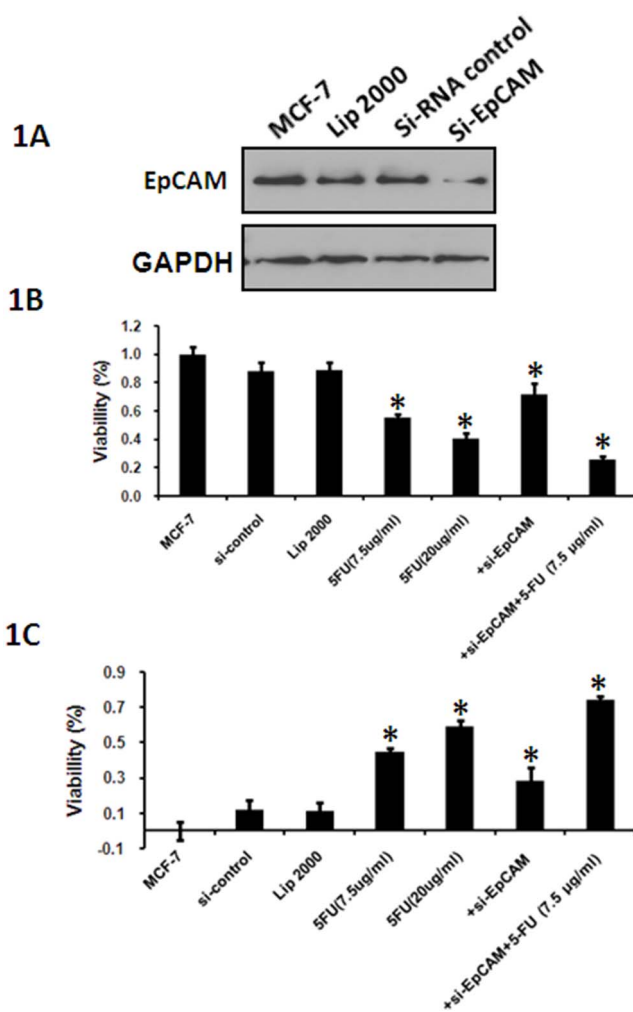 1A
MCF-7
Lip 2000
Si-RNA control
Si-EpCAM
EpCAM
GAPDH
1B
Viabillity (%)
1.2
1.0
0.8
0.6
0.4
0.2
0.0
*
*
*
*
MCF-7
si-control
Lip 2000
5FU(7.5ug/ml)
5FU(20ug/ml)
+si-EpCAM
+si-EpCAM+5-FU (7.5 µg/ml)
1C
Viabillity (%)
0.9
0.7
0.5
0.3
0.1
-0.1
*
*
*
*
MCF-7
si-control
Lip 2000
5FU(7.5ug/ml)
5FU(20ug/ml)
+si-EpCAM
+si-EpCAM+5-FU (7.5 µg/ml)